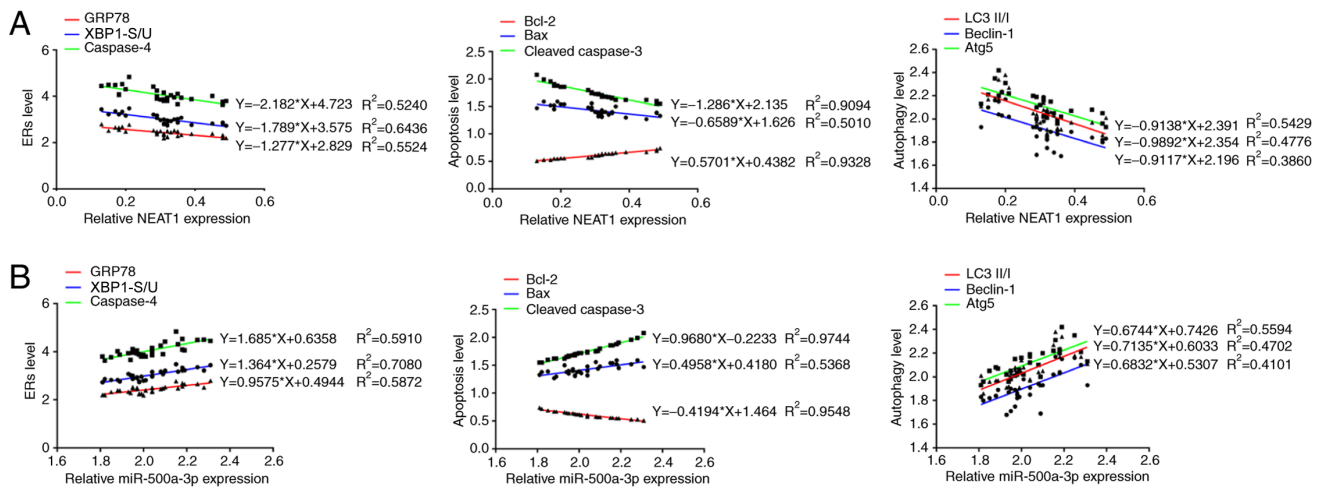 A
GRP78
XBP1-S/U
Caspase-4
ERs level
6
4
2
0
0.0 0.2 0.4 0.6
Relative NEAT1 expression
Y=−2.182*X+4.723 R²=0.5240
Y=−1.789*X+3.575 R²=0.6436
Y=−1.277*X+2.829 R²=0.5524
Bcl-2
Bax
Cleaved caspase-3
Apoptosis level
2.5
2.0
1.5
1.0
0.5
0.0
0.0 0.2 0.4 0.6
Relative NEAT1 expression
Y=−1.286*X+2.135 R²=0.9094
Y=−0.6589*X+1.626 R²=0.5010
Y=0.5701*X+0.4382 R²=0.9328
LC3 II/I
Beclin-1
Atg5
Autophagy level
2.6
2.4
2.2
2.0
1.8
1.6
1.4
0.0 0.2 0.4 0.6
Relative NEAT1 expression
Y=−0.9138*X+2.391 R²=0.5429
Y=−0.9892*X+2.354 R²=0.4776
Y=−0.9117*X+2.196 R²=0.3860
B
GRP78
XBP1-S/U
Caspase-4
ERs level
6
4
2
0
1.6 1.8 2.0 2.2 2.4 2.6
Relative miR-500a-3p expression
Y=1.685*X+0.6358 R²=0.5910
Y=1.364*X+0.2579 R²=0.7080
Y=0.9575*X+0.4944 R²=0.5872
Bcl-2
Bax
Cleaved caspase-3
Apoptosis level
2.5
2.0
1.5
1.0
0.5
0.0
1.6 1.8 2.0 2.2 2.4 2.6
Relative miR-500a-3p expression
Y=0.9680*X−0.2233 R²=0.9744
Y=0.4958*X+0.4180 R²=0.5368
Y=−0.4194*X+1.464 R²=0.9548
LC3 II/I
Beclin-1
Atg5
Autophagy level
2.6
2.4
2.2
2.0
1.8
1.6
1.4
1.6 1.8 2.0 2.2 2.4 2.6
Relative miR-500a-3p expression
Y=0.6744*X+0.7426 R²=0.5594
Y=0.7135*X+0.6033 R²=0.4702
Y=0.6832*X+0.5307 R²=0.4101